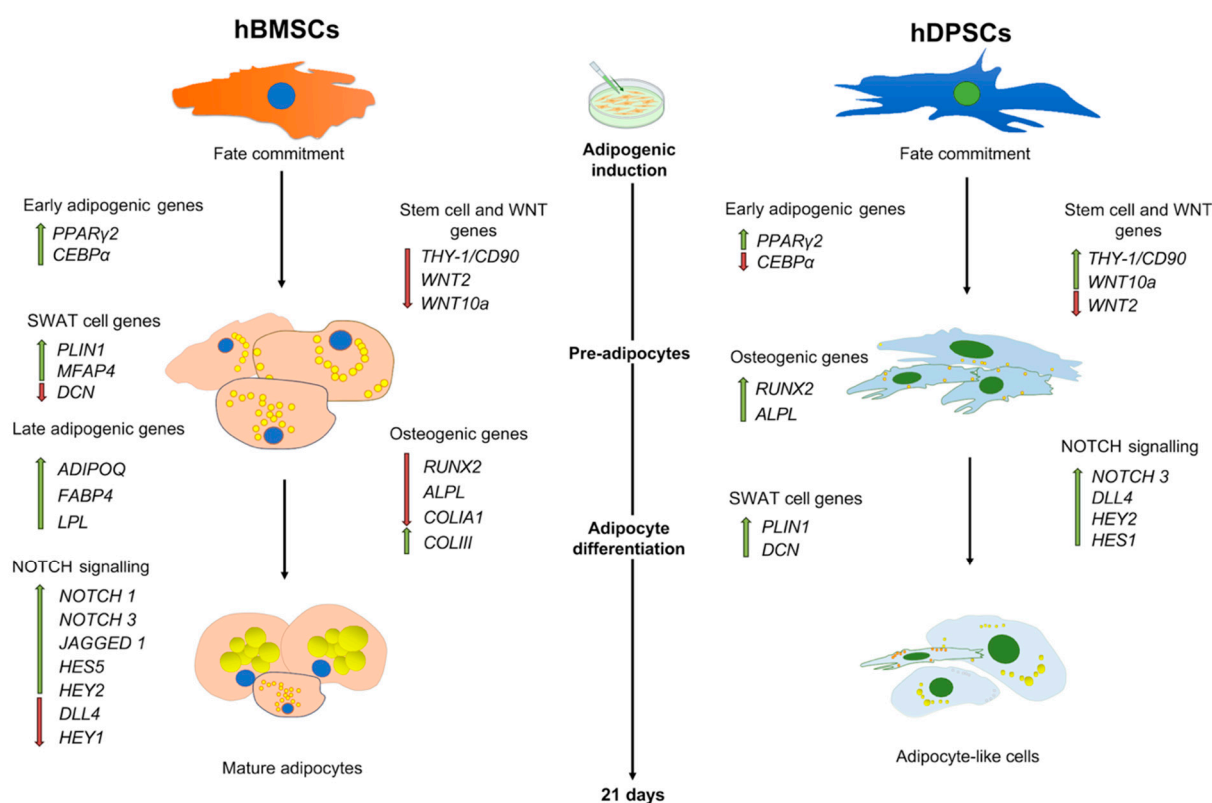 hBMSCs
Fate commitment
Early adipogenic genes
PPARγ2
CEBPα
Stem cell and WNT
genes
THY-1/CD90
WNT2
WNT10a
SWAT cell genes
PLIN1
MFAP4
DCN
Late adipogenic genes
ADIPOQ
FABP4
LPL
Osteogenic genes
RUNX2
ALPL
COLIA1
COLIII
NOTCH signalling
NOTCH 1
NOTCH 3
JAGGED 1
HES5
HEY2
DLL4
HEY1
Mature adipocytes
Adipogenic
induction
Pre-adipocytes
Adipocyte
differentiation
21 days
hDPSCs
Fate commitment
Early adipogenic genes
PPARγ2
CEBPα
Stem cell and WNT
genes
THY-1/CD90
WNT10a
WNT2
Osteogenic genes
RUNX2
ALPL
NOTCH signalling
NOTCH 3
DLL4
HEY2
HES1
SWAT cell genes
PLIN1
DCN
Adipocyte-like cells